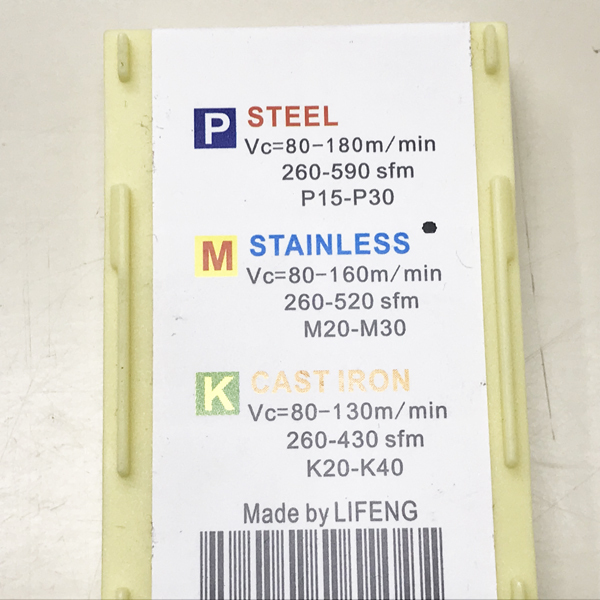 P STEEL
Vc=80-180m/min
260-590 sfm
P15-P30
M STAINLESS
Vc=80-160m/min
260-520 sfm
M20-M30
K CAST IRON
Vc=80-130m/min
260-430 sfm
K20-K40
Made by LIFENG